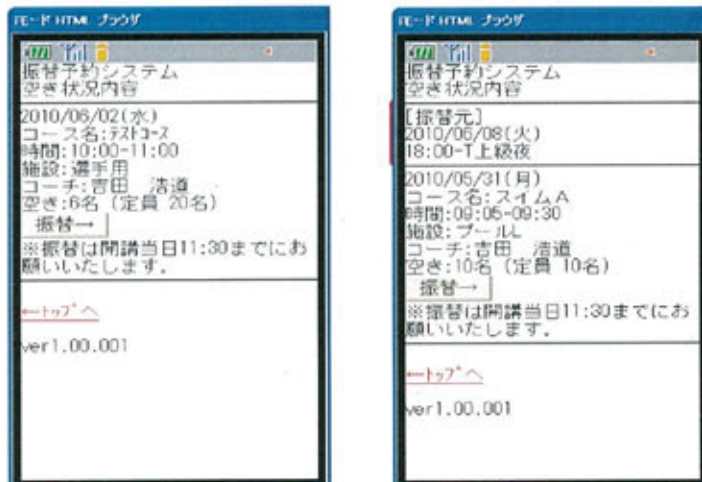 iモード HTML ブラウザ
振替予約システム
空き状況内容
2010/06/02(水)
コース名:テストコース
時間:10:00-11:00
施設:選手用
コーチ:吉田 浩道
空き:6名 (定員 20名)
振替→
※振替は開講当日11:30までにお
願いいたします。
←トップへ
ver1.00.001
iモード HTML ブラウザ
振替予約システム
空き状況内容
[振替元]
2010/06/08(火)
18:00-T上級夜
2010/05/31(月)
コース名:スイムA
時間:09:05-09:30
施設:プールL
コーチ:吉田 浩道
空き:10名 (定員 10名)
振替→
※振替は開講当日11:30までにお
願いいたします。
←トップへ
ver1.00.001